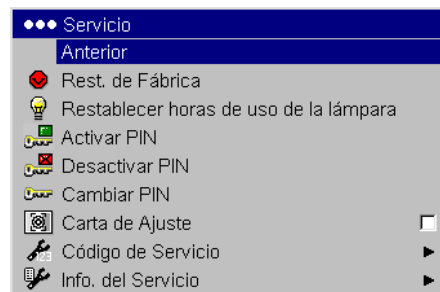 Servicio
Anterior
Rest. de Fábrica
Restablecer horas de uso de la lámpara
Activar PIN
Desactivar PIN
Cambiar PIN
Carta de Ajuste
Código de Servicio
Info. del Servicio